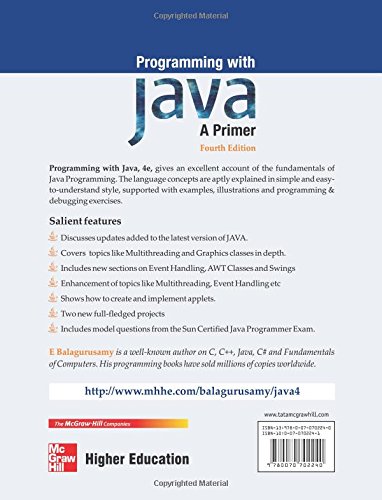 Programming with
java
A Primer
Fourth Edition
Programming with Java, 4e, gives an excellent account of the fundamentals of
Java Programming. The language concepts are aptly explained in simple and easy-
to-understand style, supported with examples, illustrations and programming &
debugging exercises.
Salient features
Discusses updates added to the latest version of JAVA.
Covers topics like Multithreading and Graphics classes in depth.
Includes new sections on Event Handling, AWT Classes and Swings
Enhancement of topics like Multithreading, Event Handling etc
Shows how to create and implement applets.
Two new full-fledged projects
Includes model questions from the Sun Certified Java Programmer Exam.
E Balagurusamy is a well-known author on C, C++, Java, C# and Fundamentals
of Computers. His programming books have sold millions of copies worldwide.
http://www.mhhe.com/balagurusamy/java4
The McGraw-Hill Companies
Mc
Graw
Hill
Higher Education
www.tatamcgrawhill.com
ISBN-13: 978-0-07-070224-0
ISBN-10: 0-07-070224-1
9780070702240